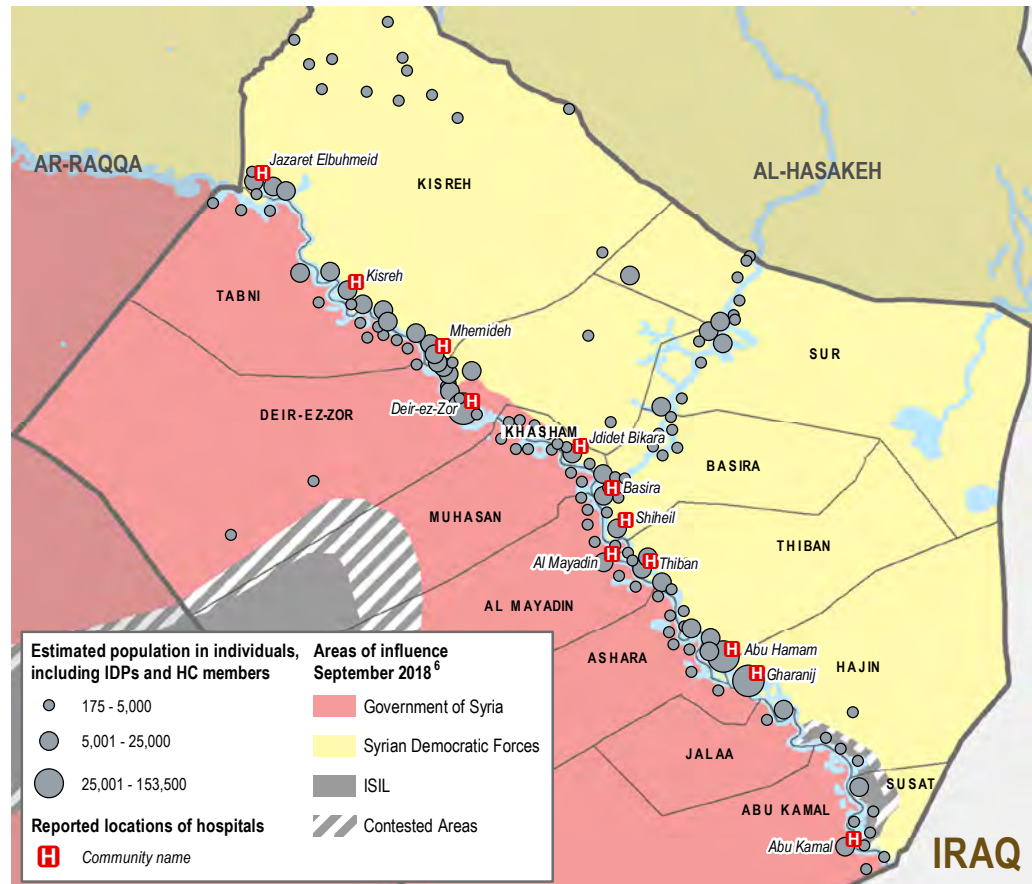 Jazaret Elbuhmeid
AR-RAQQA
KISREH
AL-HASAKEH
Kisreh
TABNI
Mhemideh
SUR
Deir-ez-Zor
DEIR-EZ-ZOR
KHASHAM
Jdidet Bikara
BASIRA
Basira
MUHASAN
Shiheil
THIBAN
Al Mayadin
Thiban
AL MAYADIN
Abu Hamam
ASHARA
HAJIN
Gharanij
JALAA
SUSAT
ABU KAMAL
Abu Kamal
IRAQ
Estimated population in individuals,
including IDPs and HC members
175 - 5,000
5,001 - 25,000
25,001 - 153,500
Reported locations of hospitals
H Community name
Areas of influence
September 2018 6
Government of Syria
Syrian Democratic Forces
ISIL
Contested Areas